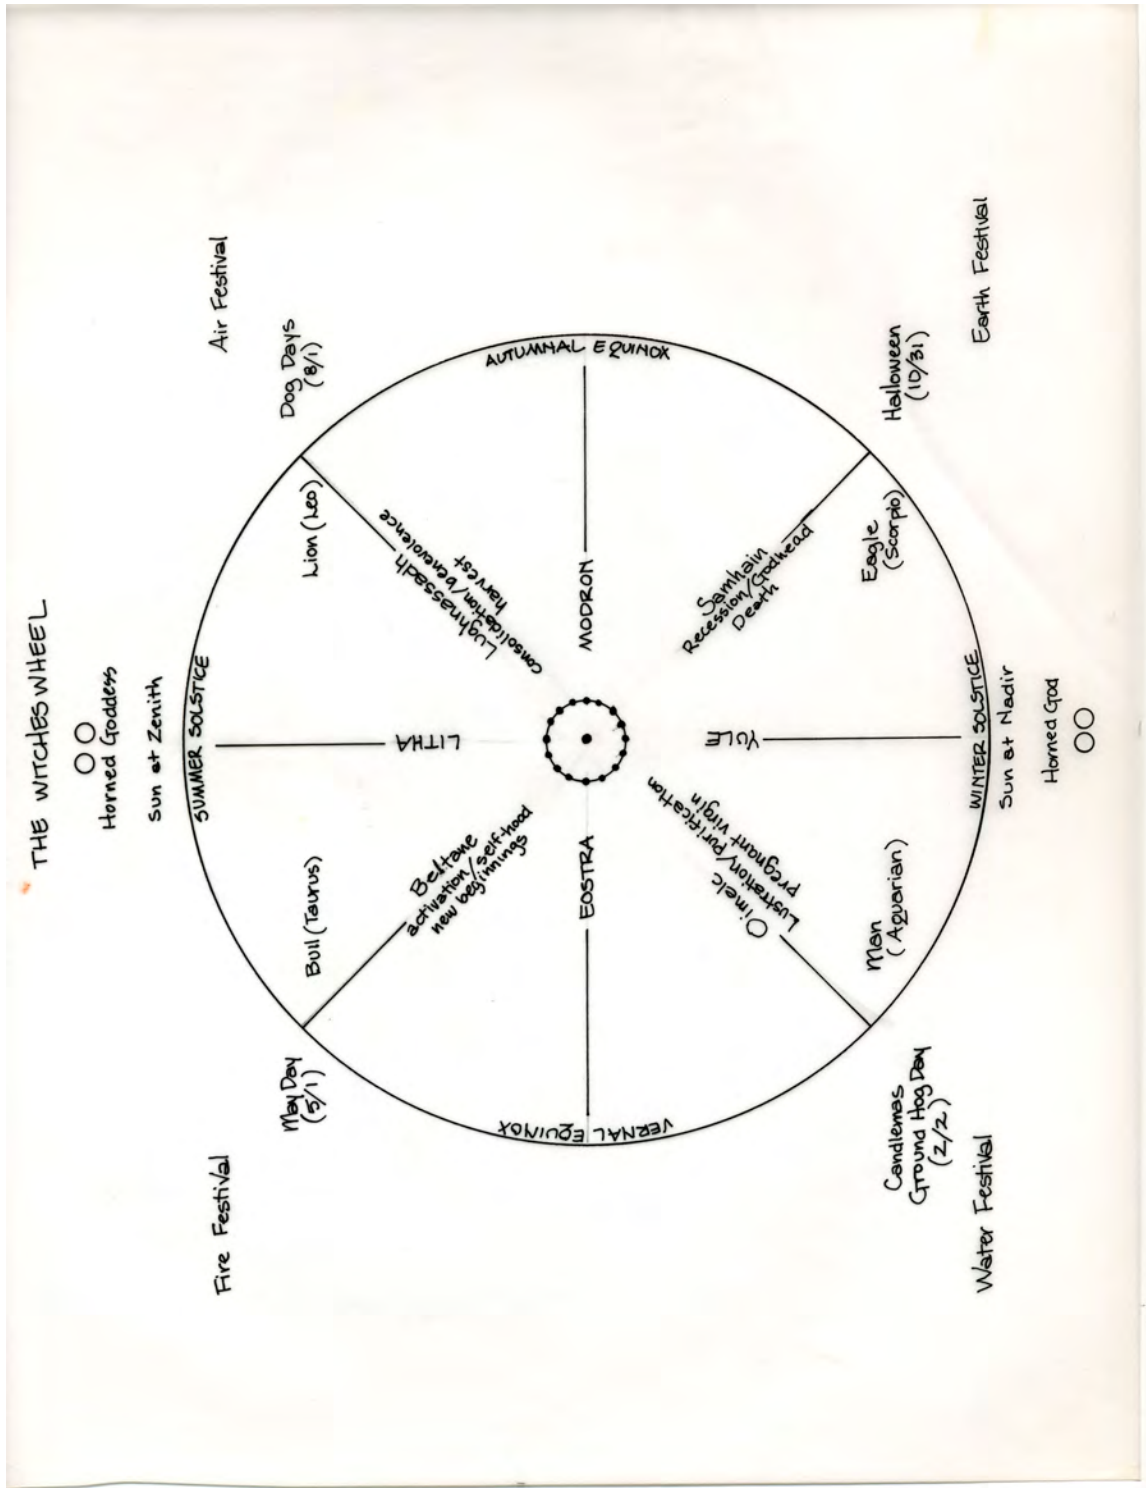 THE WITCHES WHEEL
Horned Goddess
Sun at Zenith
SUMMER SOLSTICE
Fire Festival
May Day
(5/1)
Bull (Taurus)
Beltane
activation/self-hood
new beginnings
LITHA
Air Festival
Dog Days
(8/1)
Lion (Leo)
Lughnassadh
consolidation/benevolence
harvest
VERNAL EQUINOX
EOSTRA
MODRON
AUTUMNAL EQUINOX
Oimelc
Lustration/Purification
pregnant virgin
Man
(Aquarian)
Candlemas
Ground Hog Day
(2/2)
Water Festival
YULE
Samhain
Recession/Godhead
Death
Eagle
(Scorpio)
Halloween
(10/31)
Earth Festival
WINTER SOLSTICE
Sun at Nadir
Horned God